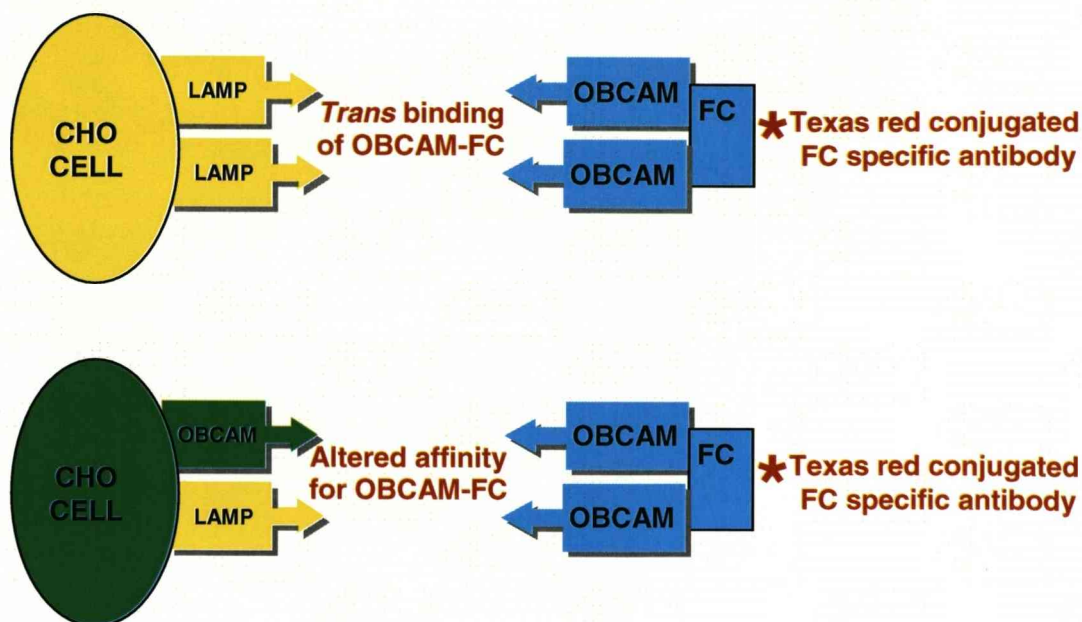 CHO
CELL
LAMP
LAMP
Trans binding
of OBCAM-FC
OBCAM
OBCAM
FC
*Texas red conjugated
FC specific antibody
CHO
CELL
OBCAM
LAMP
Altered affinity
for OBCAM-FC
OBCAM
OBCAM
FC
*Texas red conjugated
FC specific antibody